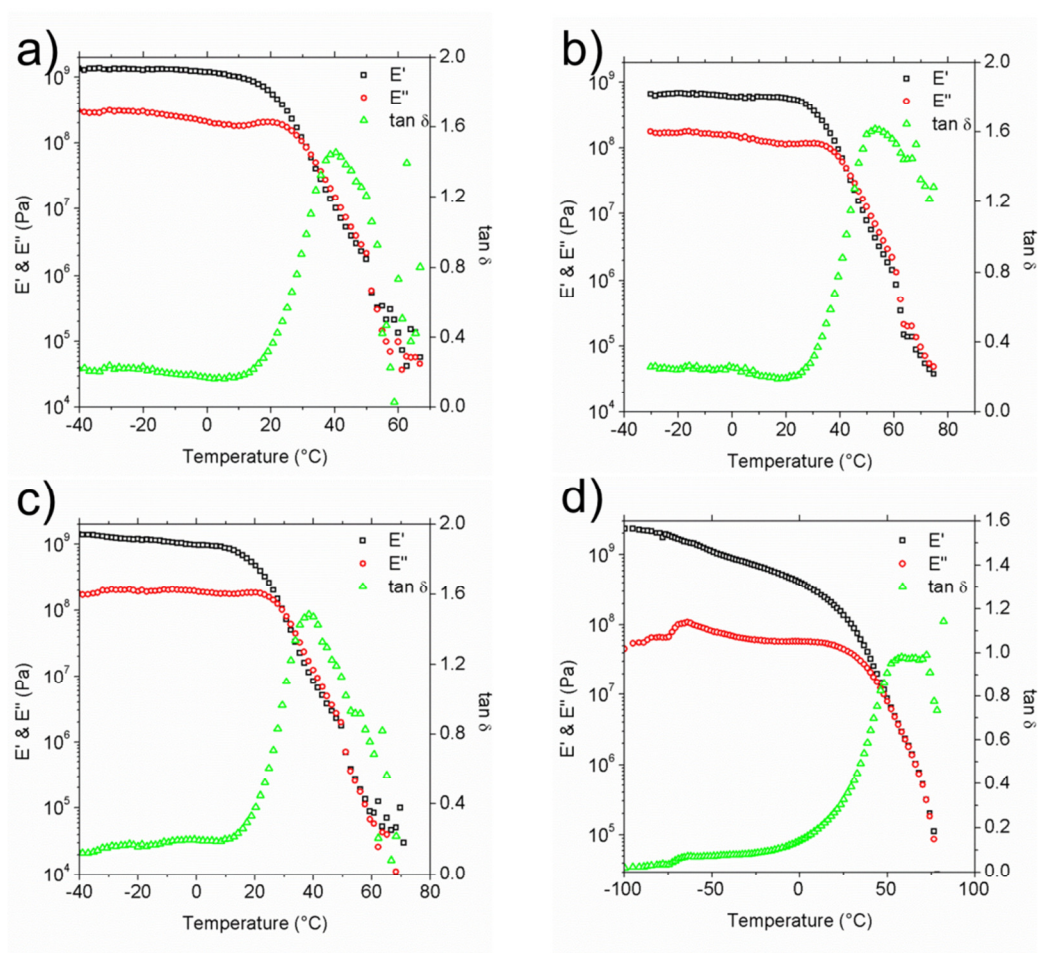 a)
E'
E"
tan δ
10⁹
10⁸
10⁷
10⁶
10⁵
10⁴
2.0
1.6
1.2
0.8
0.4
0.0
E' & E" (Pa)
tan δ
-40 -20 0 20 40 60
Temperature (°C)
b)
E'
E"
tan δ
10⁹
10⁸
10⁷
10⁶
10⁵
10⁴
2.0
1.6
1.2
0.8
0.4
0.0
E' & E" (Pa)
tan δ
-40 -20 0 20 40 60 80
Temperature (°C)
c)
E'
E"
tan δ
10⁹
10⁸
10⁷
10⁶
10⁵
10⁴
2.0
1.6
1.2
0.8
0.4
0.0
E' & E" (Pa)
tan δ
-40 -20 0 20 40 60 80
Temperature (°C)
d)
E'
E"
tan δ
10⁹
10⁸
10⁷
10⁶
10⁵
1.6
1.4
1.2
1.0
0.8
0.6
0.4
0.2
0.0
E' & E" (Pa)
tan δ
-100 -50 0 50 100
Temperature (°C)